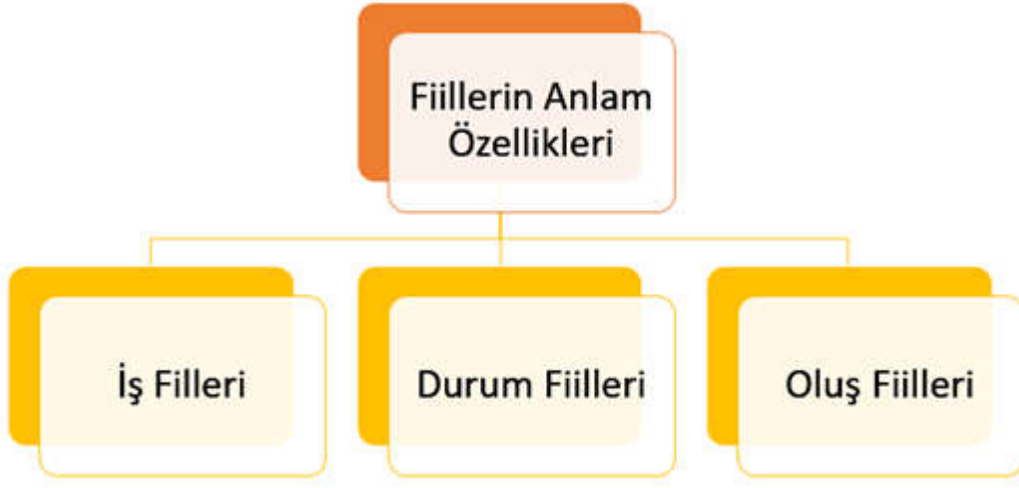 Fiillerin Anlam
Özellikleri
İş Filleri
Durum Fiilleri
Oluş Fiilleri